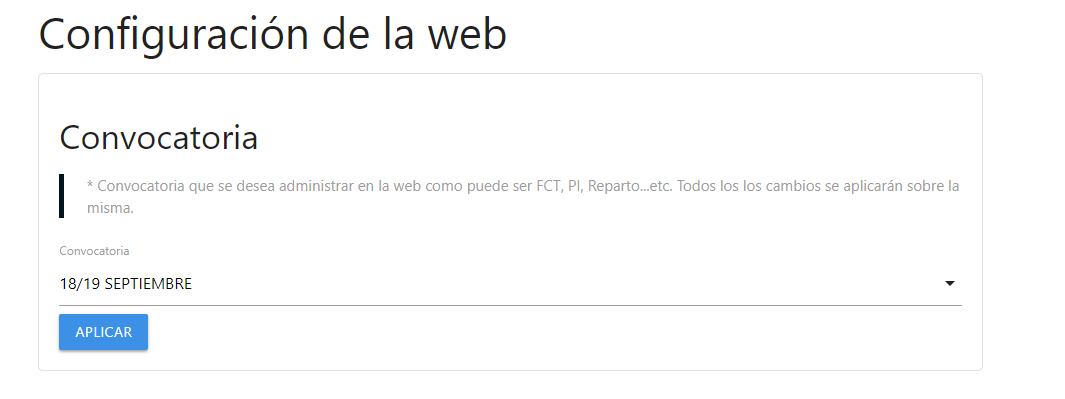 Configuración de la web
Convocatoria
* Convocatoria que se desea administrar en la web como puede ser FCT, PI, Reparto...etc. Todos los los cambios se aplicarán sobre la
misma.
Convocatoria
18/19 SEPTIEMBRE
APLICAR